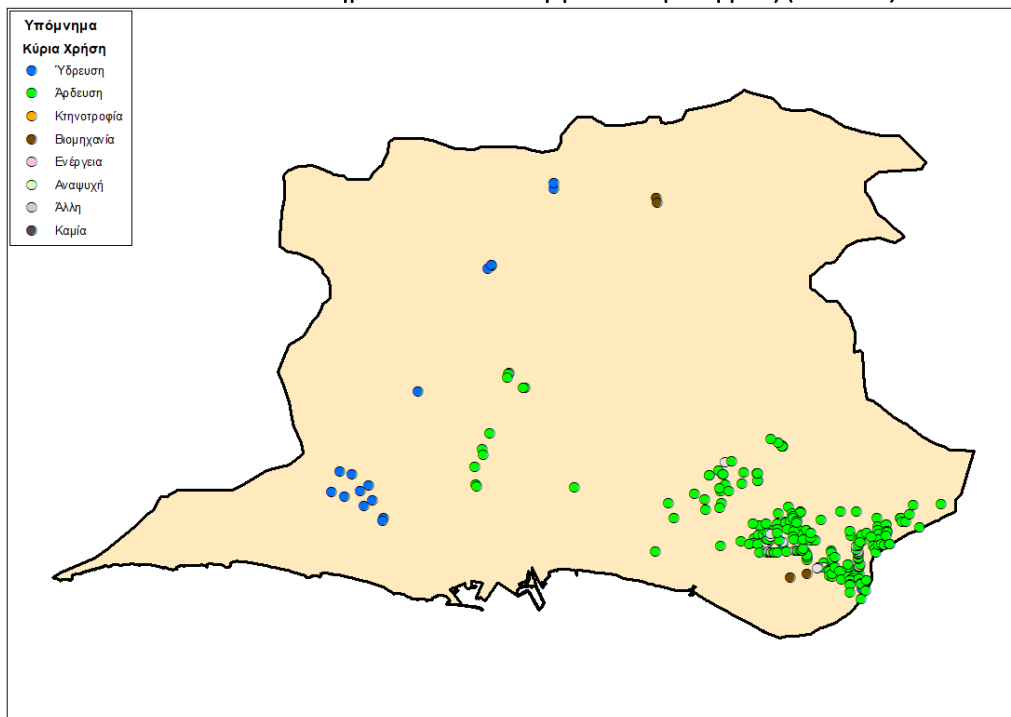 Υπόμνημα
Κύρια Χρήση
Ύδρευση
Άρδευση
Κτηνοτροφία
Βιομηχανία
Ενέργεια
Αναψυχή
Άλλη
Καμία